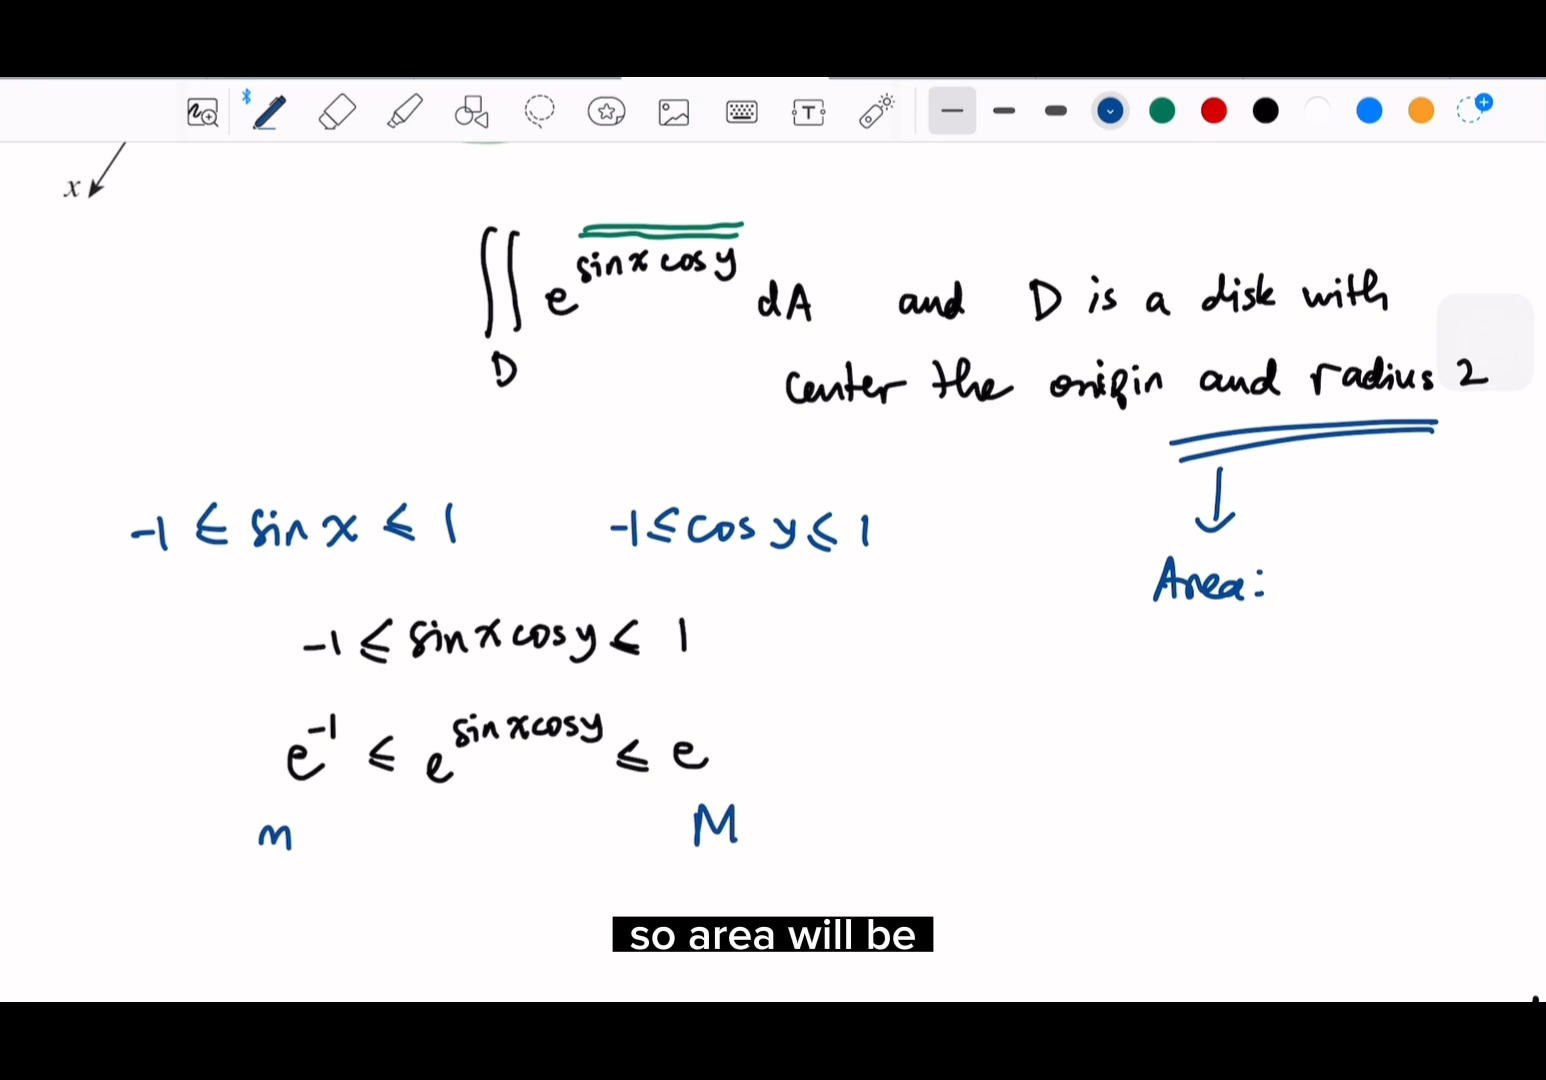 T
x
∬_D e^{sin x cos y} dA and D is a disk with
center the origin and radius 2
-1 ≤ sin x ≤ 1 -1 ≤ cos y ≤ 1
Area:
-1 ≤ sin x cos y ≤ 1
e^{-1} ≤ e^{sin x cos y} ≤ e
m M
so area will be